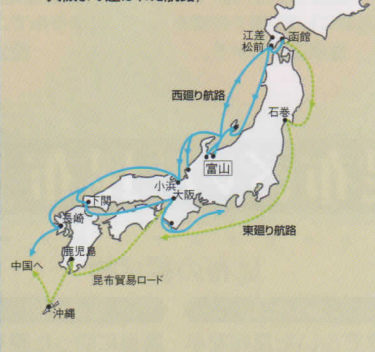 江差
松前
函館
西廻り航路
石巻
富山
小浜
大阪
下関
長崎
東廻り航路
鹿児島
中国へ
昆布貿易ロード
沖縄